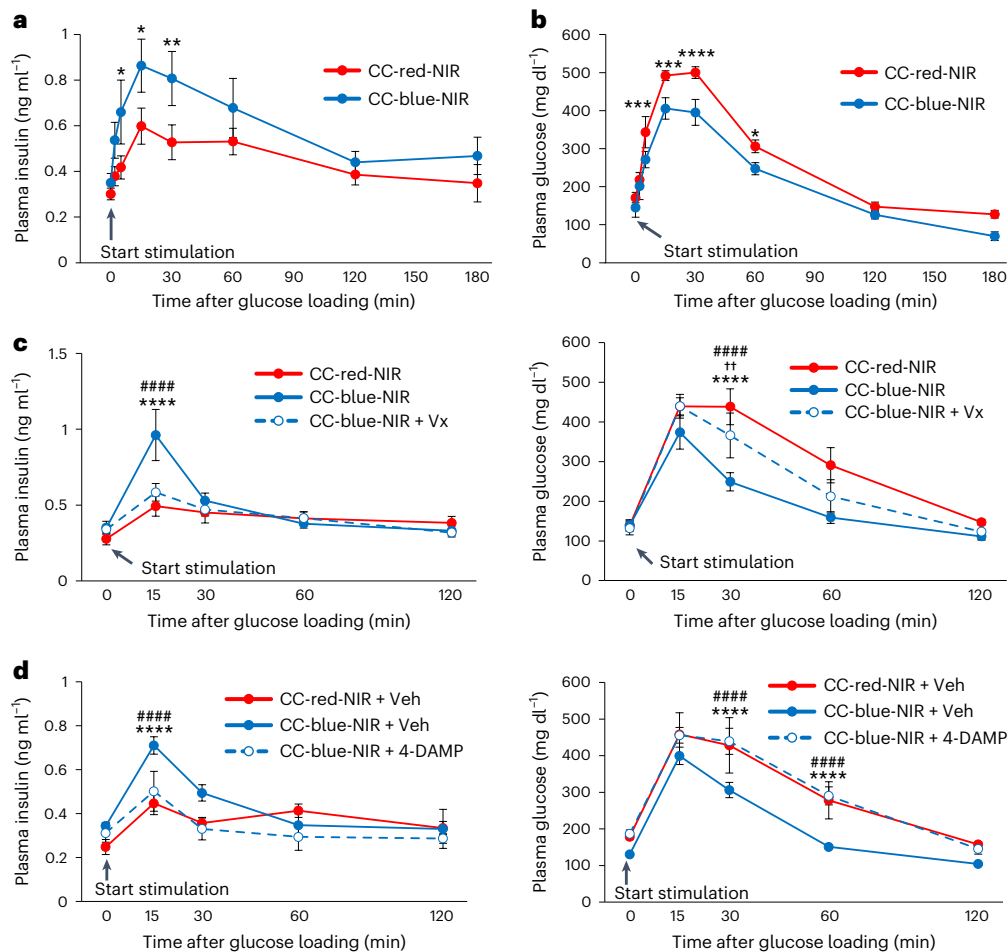 a
Plasma insulin (ng ml⁻¹)
1
0.8
0.6
0.4
0.2
0
*
*
**
CC-red-NIR
CC-blue-NIR
Start stimulation
0 30 60 90 120 150 180
Time after glucose loading (min)
b
Plasma glucose (mg dl⁻¹)
600
500
400
300
200
100
0
***
***
****
*
CC-red-NIR
CC-blue-NIR
Start stimulation
0 30 60 90 120 150 180
Time after glucose loading (min)
c
Plasma insulin (ng ml⁻¹)
1.5
1
0.5
0
####
****
CC-red-NIR
CC-blue-NIR
CC-blue-NIR + Vx
Start stimulation
0 15 30 60 120
Time after glucose loading (min)
Plasma glucose (mg dl⁻¹)
600
500
400
300
200
100
0
####
††
****
CC-red-NIR
CC-blue-NIR
CC-blue-NIR + Vx
Start stimulation
0 15 30 60 120
Time after glucose loading (min)
d
Plasma insulin (ng ml⁻¹)
1
0.8
0.6
0.4
0.2
0
####
****
CC-red-NIR + Veh
CC-blue-NIR + Veh
CC-blue-NIR + 4-DAMP
Start stimulation
0 15 30 60 120
Time after glucose loading (min)
Plasma glucose (mg dl⁻¹)
600
500
400
300
200
100
0
####
****
####
****
CC-red-NIR + Veh
CC-blue-NIR + Veh
CC-blue-NIR + 4-DAMP
Start stimulation
0 15 30 60 120
Time after glucose loading (min)